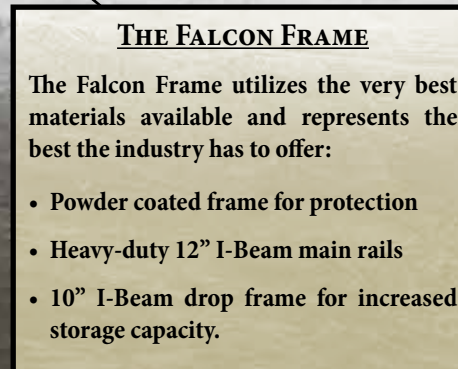 The Falcon Frame
The Falcon Frame utilizes the very best
materials available and represents the
best the industry has to offer:
• Powder coated frame for protection
• Heavy-duty 12” I-Beam main rails
• 10” I-Beam drop frame for increased
storage capacity.